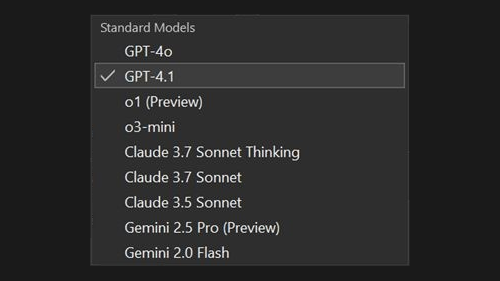 Standard Models
GPT-4o
GPT-4.1
o1 (Preview)
o3-mini
Claude 3.7 Sonnet Thinking
Claude 3.7 Sonnet
Claude 3.5 Sonnet
Gemini 2.5 Pro (Preview)
Gemini 2.0 Flash